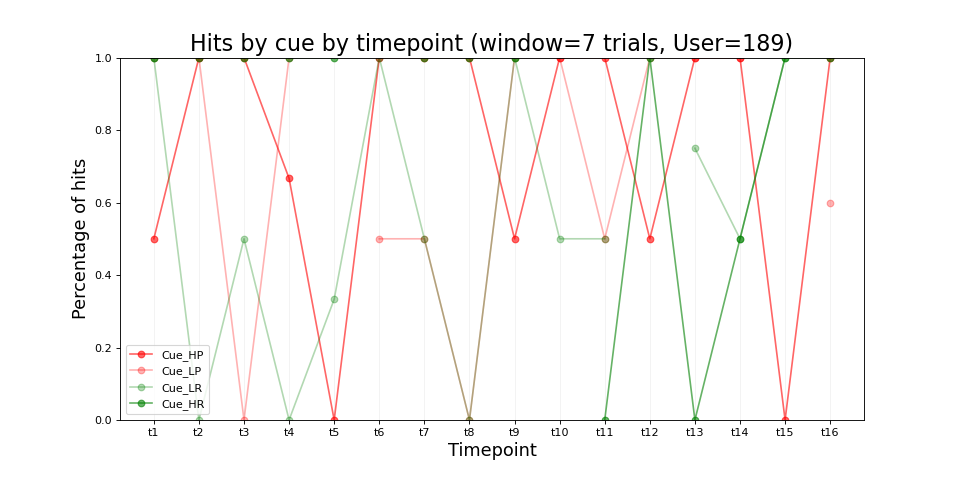 Hits by cue by timepoint (window=7 trials, User=189)
Percentage of hits
1.0
0.8
0.6
0.4
0.2
0.0
Cue_HP
Cue_LP
Cue_LR
Cue_HR
t1 t2 t3 t4 t5 t6 t7 t8 t9 t10 t11 t12 t13 t14 t15 t16
Timepoint